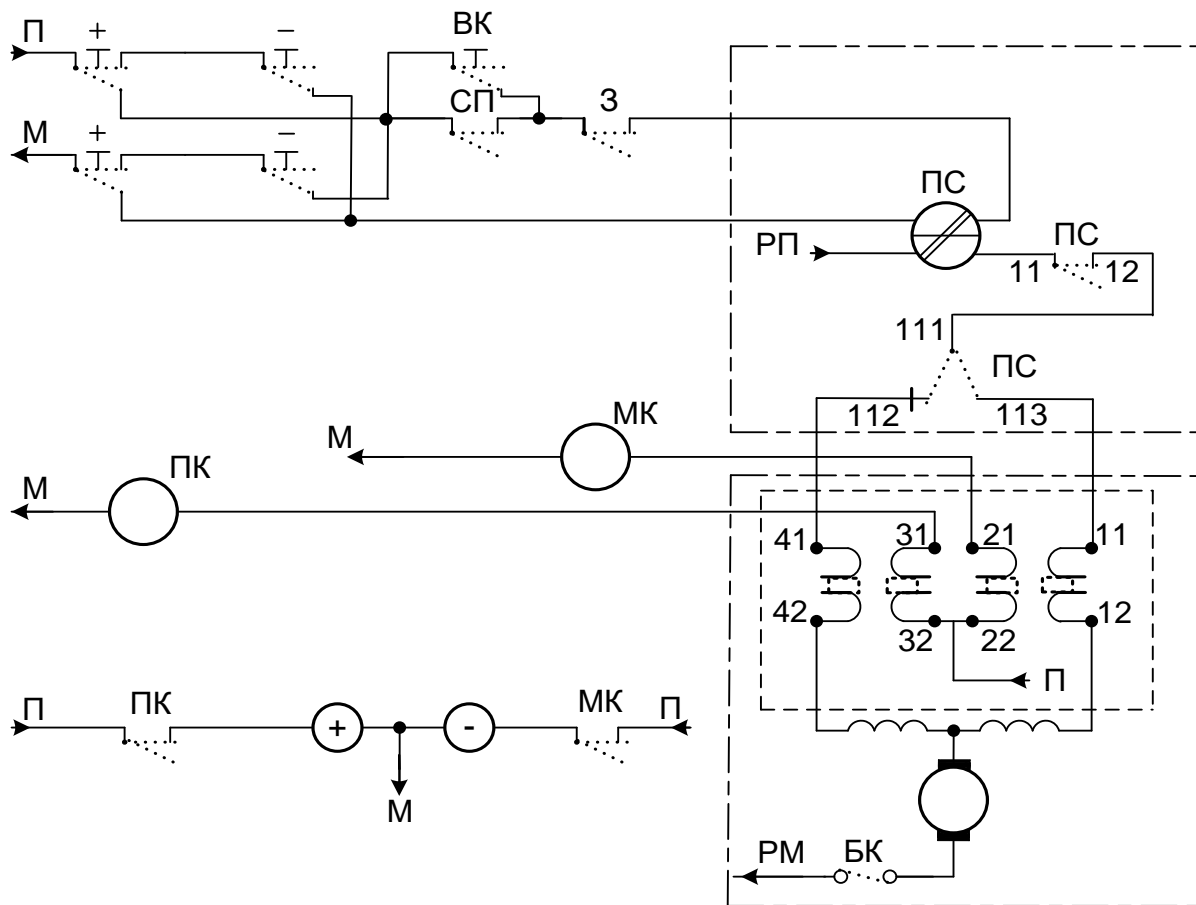 П + − ВК
СП З
М + −
ПС
РП ПС
11 12
111
ПС
112 113
МК
М
ПК
М
41 31 21 11
42 32 22 12
П
П ПК + - МК П
М
РМ БК